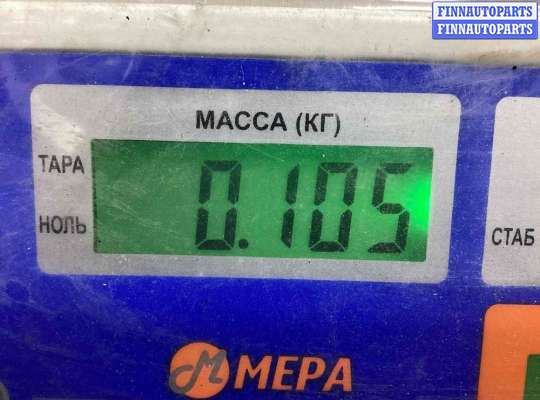 FINNAUTOPARTS
FINNAUTOPARTS
МАССА (КГ)
ТАРА
0.105
НОЛЬ
СТАБ
М МЕРА